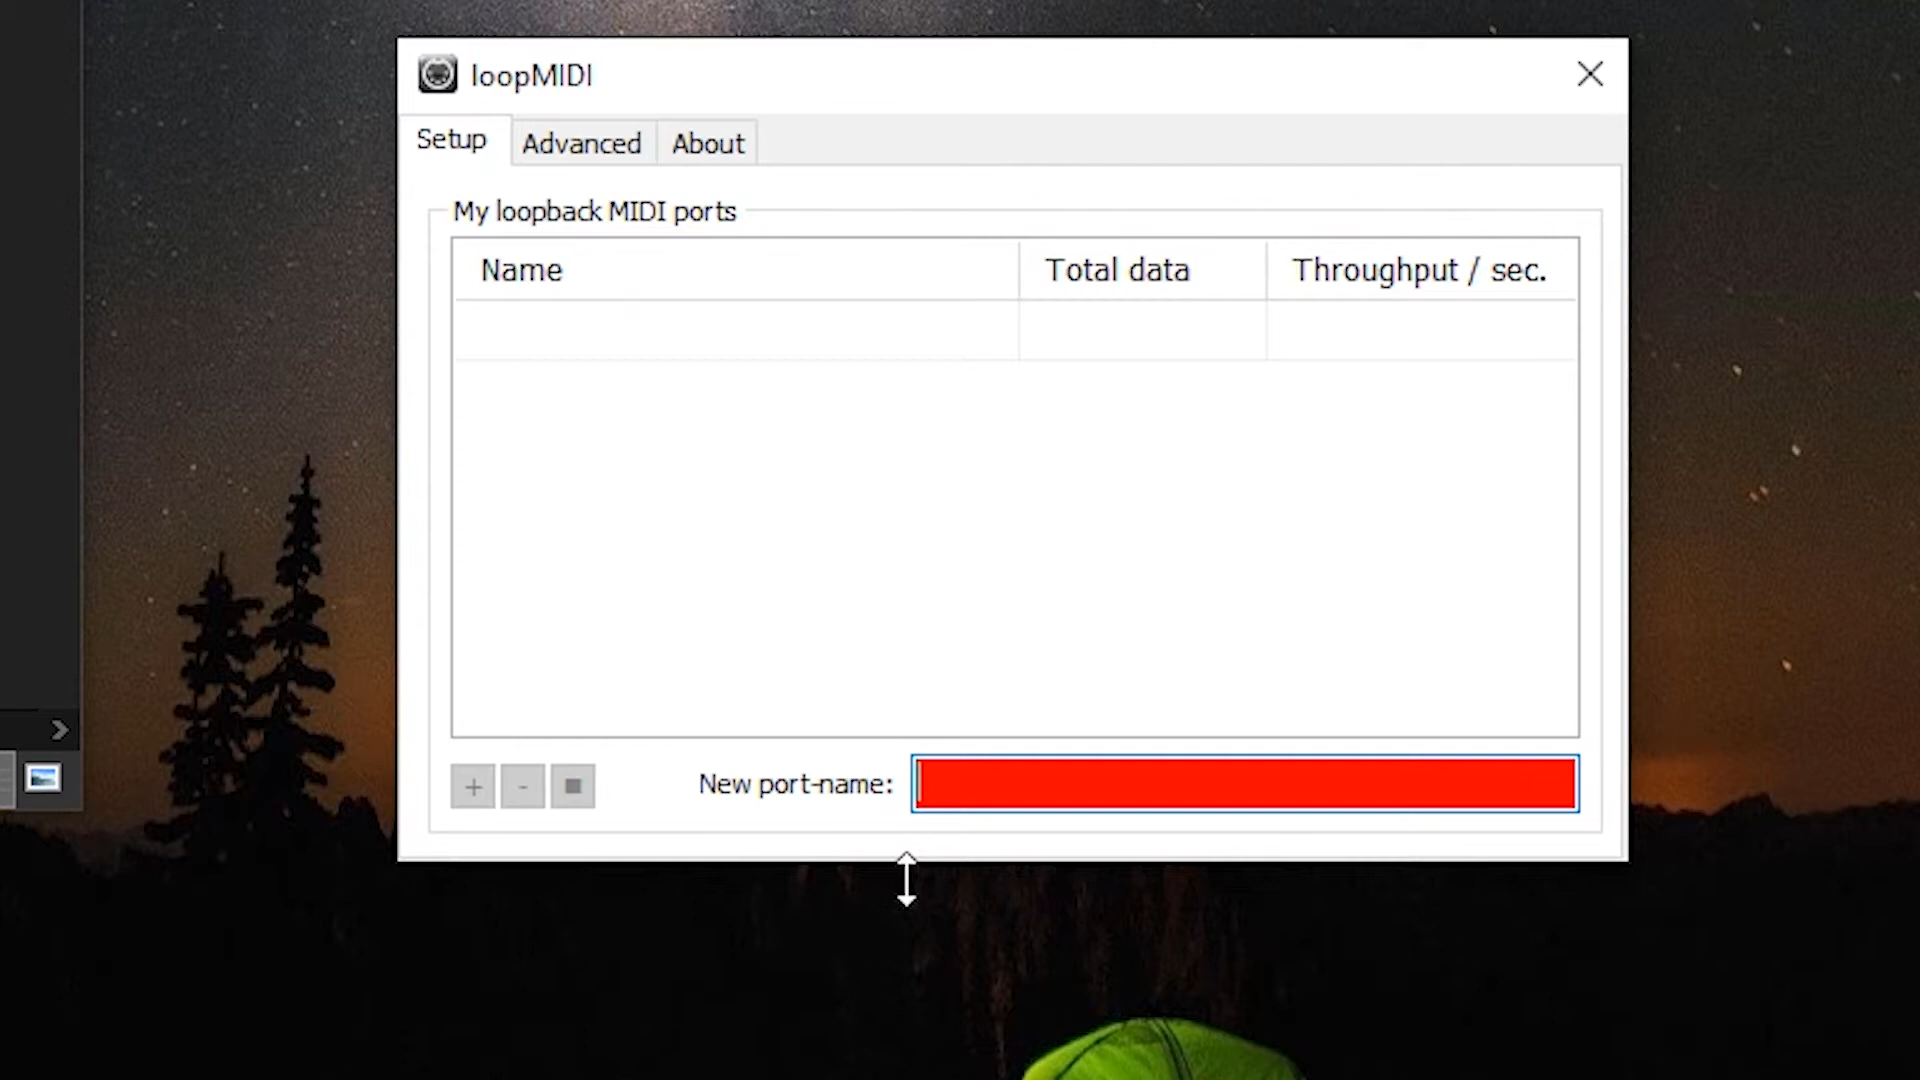 loopMIDI
Setup
Advanced
About
My loopback MIDI ports
Name
Total data
Throughput / sec.
+
-
New port-name: